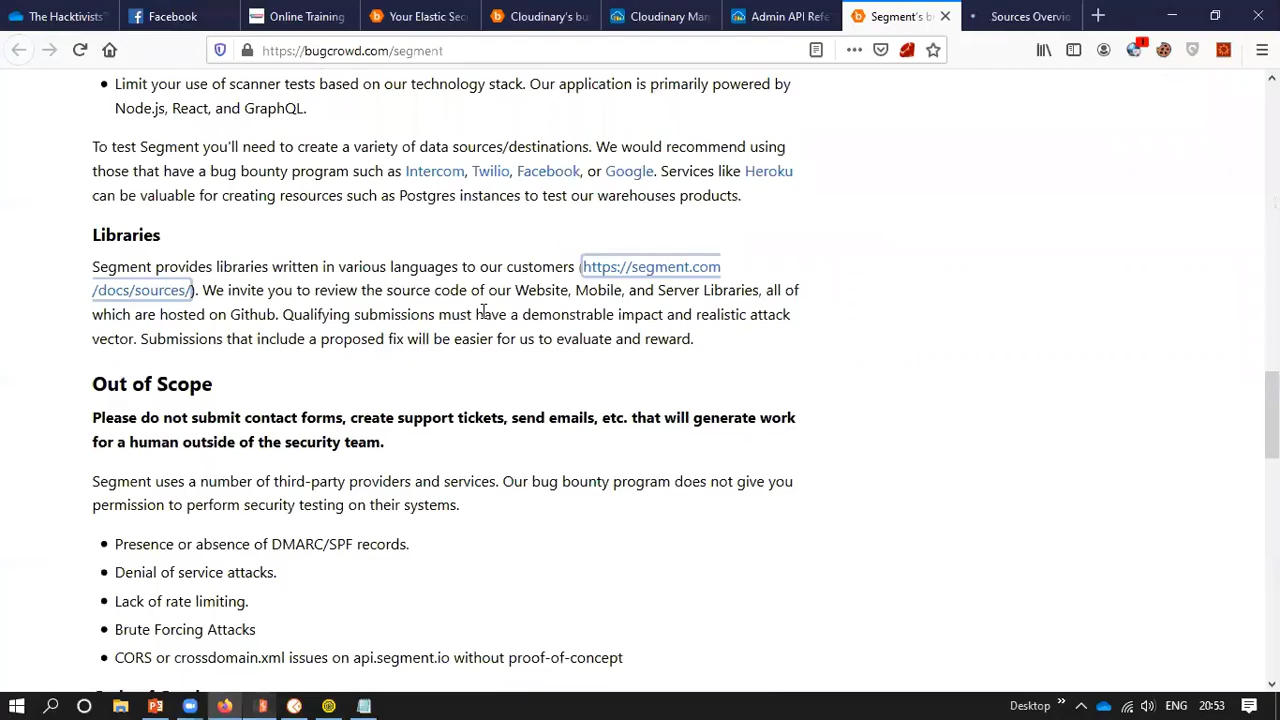 The Hacktivists
Facebook
Online Training
Your Elastic Sec
Cloudinary's bu
Cloudinary Man
Admin API Refe
Segment's b
Sources Overvio
https://bugcrowd.com/segment
Limit your use of scanner tests based on our technology stack. Our application is primarily powered by
Node.js, React, and GraphQL.
To test Segment you'll need to create a variety of data sources/destinations. We would recommend using
those that have a bug bounty program such as Intercom, Twilio, Facebook, or Google. Services like Heroku
can be valuable for creating resources such as Postgres instances to test our warehouses products.
Libraries
Segment provides libraries written in various languages to our customers (https://segment.com
/docs/sources/). We invite you to review the source code of our Website, Mobile, and Server Libraries, all of
which are hosted on Github. Qualifying submissions must have a demonstrable impact and realistic attack
vector. Submissions that include a proposed fix will be easier for us to evaluate and reward.
Out of Scope
Please do not submit contact forms, create support tickets, send emails, etc. that will generate work
for a human outside of the security team.
Segment uses a number of third-party providers and services. Our bug bounty program does not give you
permission to perform security testing on their systems.
Presence or absence of DMARC/SPF records.
Denial of service attacks.
Lack of rate limiting.
Brute Forcing Attacks
CORS or crossdomain.xml issues on api.segment.io without proof-of-concept
Desktop
ENG
20:53